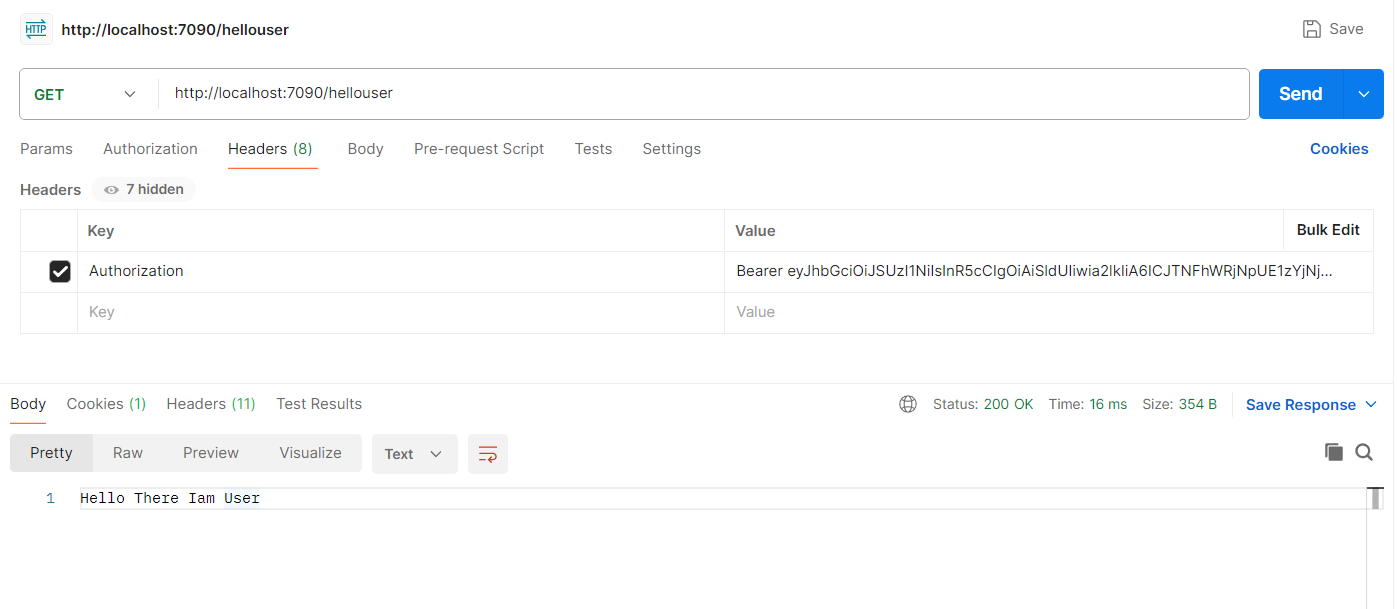 HTTP http://localhost:7090/hellouser Save
GET http://localhost:7090/hellouser Send
Params Authorization Headers (8) Body Pre-request Script Tests Settings Cookies
Headers 7 hidden
Key Value Bulk Edit
Authorization Bearer eyJhbGciOiJSUzI1NiIsInR5cCIgOiAiSldUIiwia2lkIiA6ICJTNFhWRjNpUE1zYjNj...
Key Value
Body Cookies (1) Headers (11) Test Results Status: 200 OK Time: 16 ms Size: 354 B Save Response
Pretty Raw Preview Visualize Text
1 Hello There Iam User